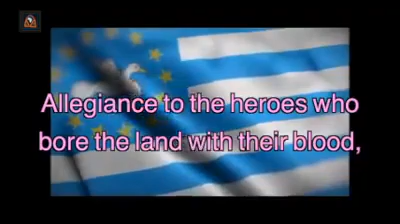 Allegiance to the heroes who
bore the land with their blood,